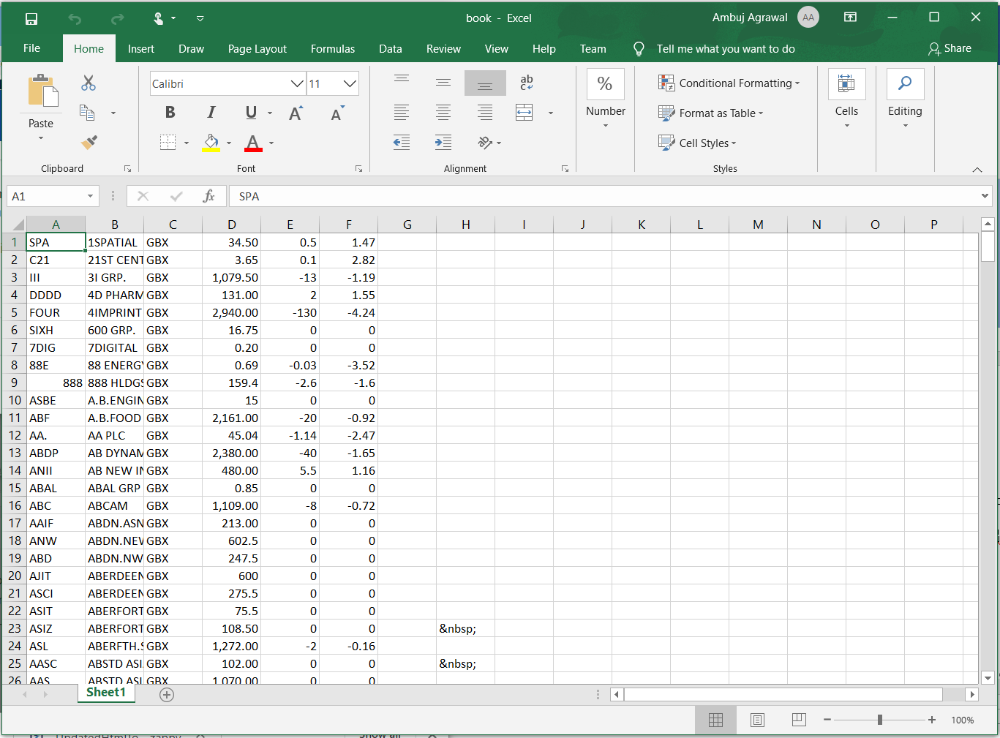 book - Excel
Ambuj Agrawal AA
File Home Insert Draw Page Layout Formulas Data Review View Help Team Tell me what you want to do Share
Paste
Clipboard
Calibri 11
B I U A A
A
Font
ab
c
Alignment
%
Number
Conditional Formatting
Format as Table
Cell Styles
Styles
Cells
Editing
A1 fx SPA
A B C D E F G H I J K L M N O P
1 SPA 1SPATIAL GBX 34.50 0.5 1.47
2 C21 21ST CENT GBX 3.65 0.1 2.82
3 III 3I GRP. GBX 1,079.50 -13 -1.19
4 DDDD 4D PHARM GBX 131.00 2 1.55
5 FOUR 4IMPRINT GBX 2,940.00 -130 -4.24
6 SIXH 600 GRP. GBX 16.75 0 0
7 7DIG 7DIGITAL GBX 0.20 0 0
8 88E 88 ENERGY GBX 0.69 -0.03 -3.52
9 888 888 HLDGS GBX 159.4 -2.6 -1.6
10 ASBE A.B.ENGIN GBX 15 0 0
11 ABF A.B.FOOD GBX 2,161.00 -20 -0.92
12 AA. AA PLC GBX 45.04 -1.14 -2.47
13 ABDP AB DYNAM GBX 2,380.00 -40 -1.65
14 ANII AB NEW IN GBX 480.00 5.5 1.16
15 ABAL ABAL GRP GBX 0.85 0 0
16 ABC ABCAM GBX 1,109.00 -8 -0.72
17 AAIF ABDN.ASN GBX 213.00 0 0
18 ANW ABDN.NEW GBX 602.5 0 0
19 ABD ABDN.NW GBX 247.5 0 0
20 AJIT ABERDEEN GBX 600 0 0
21 ASCI ABERDEEN GBX 275.5 0 0
22 ASIT ABERFORT GBX 75.5 0 0
23 ASIZ ABERFORT GBX 108.50 0 0 &nbsp;
24 ASL ABERFTH.S GBX 1,272.00 -2 -0.16
25 AASC ABSTD ASI GBX 102.00 0 0 &nbsp;
26 AAS ABSTD ASI GBX 1,070.00 0 0
Sheet1
100%